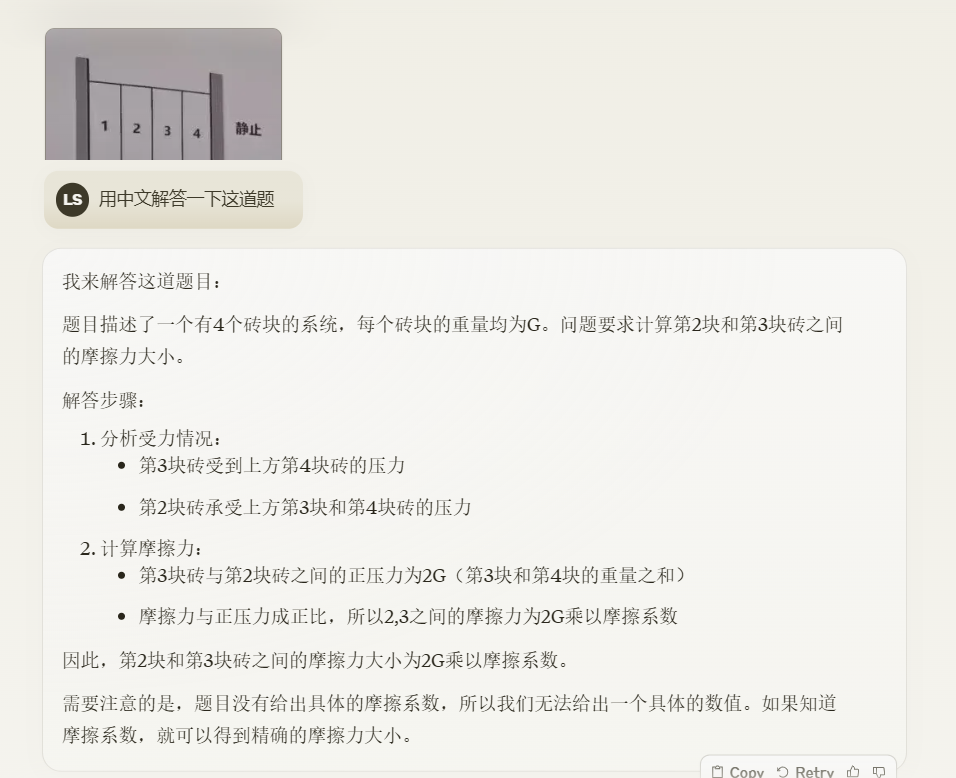 1 2 3 4 静止
LS 用中文解答一下这道题
我来解答这道题目：
题目描述了一个有4个砖块的系统，每个砖块的重量均为G。问题要求计算第2块和第3块砖之间
的摩擦力大小。
解答步骤：
1. 分析受力情况：
• 第3块砖受到上方第4块砖的压力
• 第2块砖承受上方第3块和第4块砖的压力
2. 计算摩擦力：
• 第3块砖与第2块砖之间的正压力为2G（第3块和第4块的重量之和）
• 摩擦力与正压力成正比，所以2,3之间的摩擦力为2G乘以摩擦系数
因此，第2块和第3块砖之间的摩擦力大小为2G乘以摩擦系数。
需要注意的是，题目没有给出具体的摩擦系数，所以我们无法给出一个具体的数值。如果知道
摩擦系数，就可以得到精确的摩擦力大小。
Copy Retry